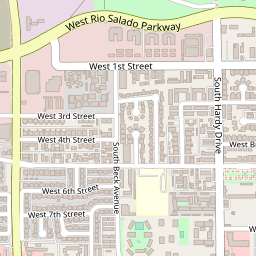 West Rio Salado Parkway
West 1st Street
South Hardy Drive
West 3rd Street
West 4th Street
South Beck Avenue
West B
West 6th Street
West 7th Street